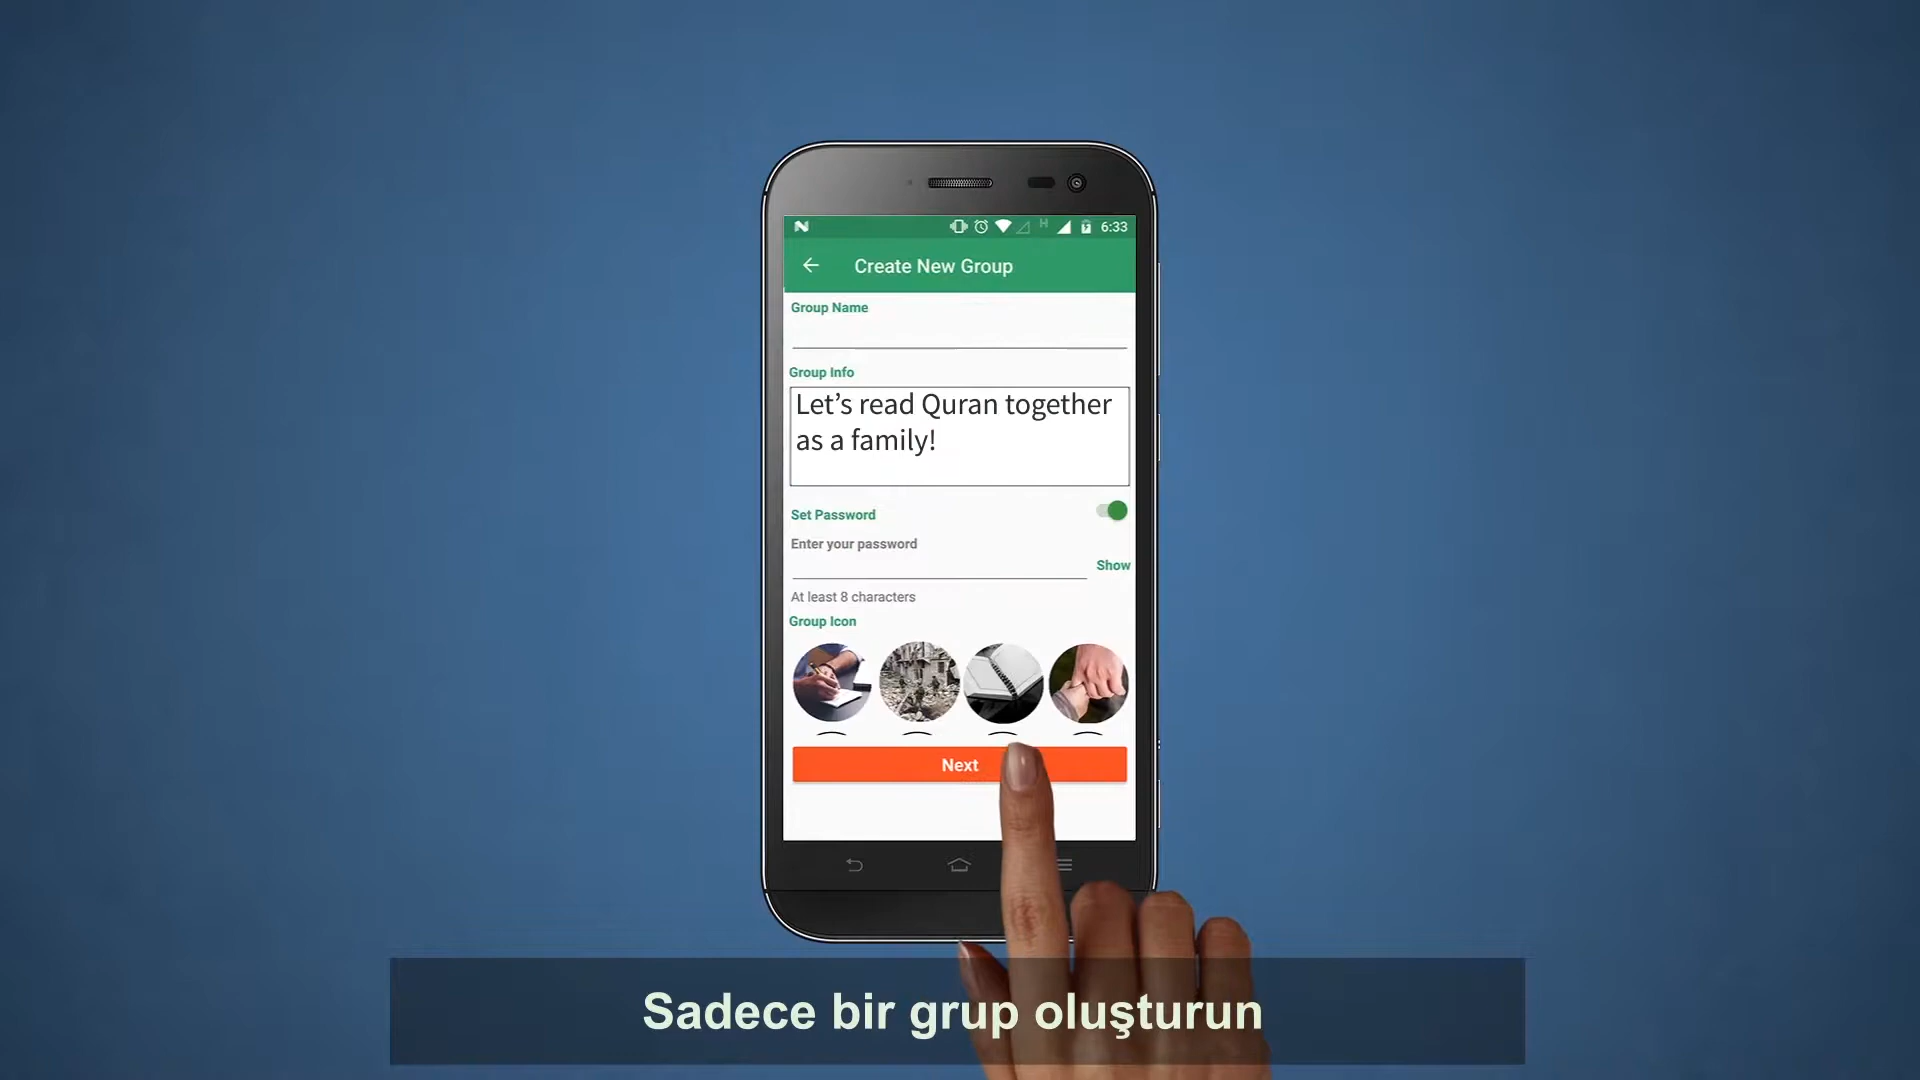 6:33
Create New Group
Group Name
Group Info
Let’s read Quran together
as a family!
Set Password
Enter your password
Show
At least 8 characters
Group Icon
Next
Sadece bir grup oluşturun